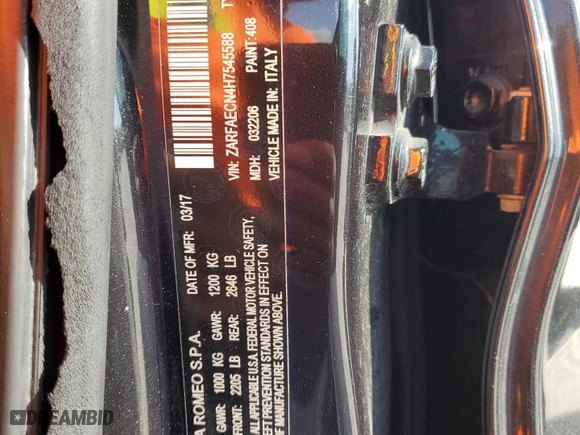 A ROMEO S.P.A.
DATE OF MFR: 03/17
GAWR: 1000 KG GAWR: 1200 KG
FRONT: 2205 LB REAR: 2646 LB
ALL APPLICABLE U.S.A. FEDERAL MOTOR VEHICLE SAFETY,
EFT PREVENTION STANDARDS IN EFFECT ON
OF MANUFACTURE SHOWN ABOVE.
VIN: ZARFAECN4H7545588
MDH: 032206 PAINT: 408
VEHICLE MADE IN: ITALY
DREAMBID